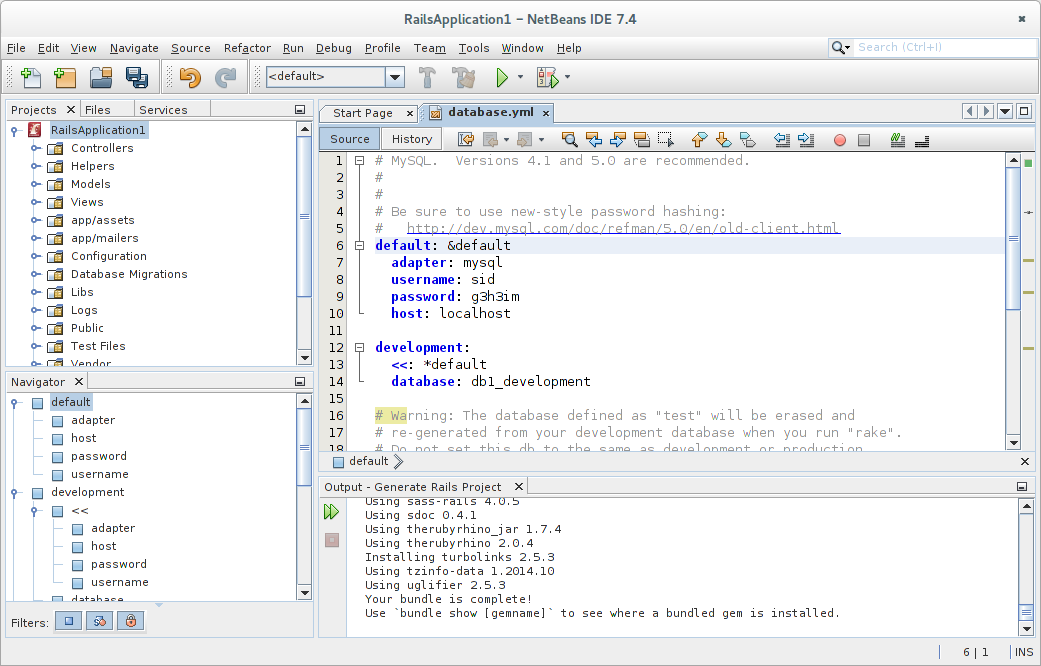 RailsApplication1 – NetBeans IDE 7.4
File Edit View Navigate Source Refactor Run Debug Profile Team Tools Window Help
Search (Ctrl+I)
<default>
Projects Files Services
RailsApplication1
Controllers
Helpers
Models
Views
app/assets
app/mailers
Configuration
Database Migrations
Libs
Logs
Public
Test Files
Vendor
Navigator
default
adapter
host
password
username
development
<<
adapter
host
password
username
database
Filters:
Start Page database.yml
Source History
1 # MySQL.  Versions 4.1 and 5.0 are recommended.
2 #
3 #
4 # Be sure to use new-style password hashing:
5 #   http://dev.mysql.com/doc/refman/5.0/en/old-client.html
6 default: &default
7   adapter: mysql
8   username: sid
9   password: g3h3im
10   host: localhost
11
12 development:
13   <<: *default
14   database: db1_development
15
16 # Warning: The database defined as "test" will be erased and
17 # re-generated from your development database when you run "rake".
18 # Do not set this db to the same as development or production.
default
Output - Generate Rails Project
Using sass-rails 4.0.5
Using sdoc 0.4.1
Using therubyrhino_jar 1.7.4
Using therubyrhino 2.0.4
Installing turbolinks 2.5.3
Using tzinfo-data 1.2014.10
Using uglifier 2.5.3
Your bundle is complete!
Use `bundle show [gemname]` to see where a bundled gem is installed.
6 | 1 INS